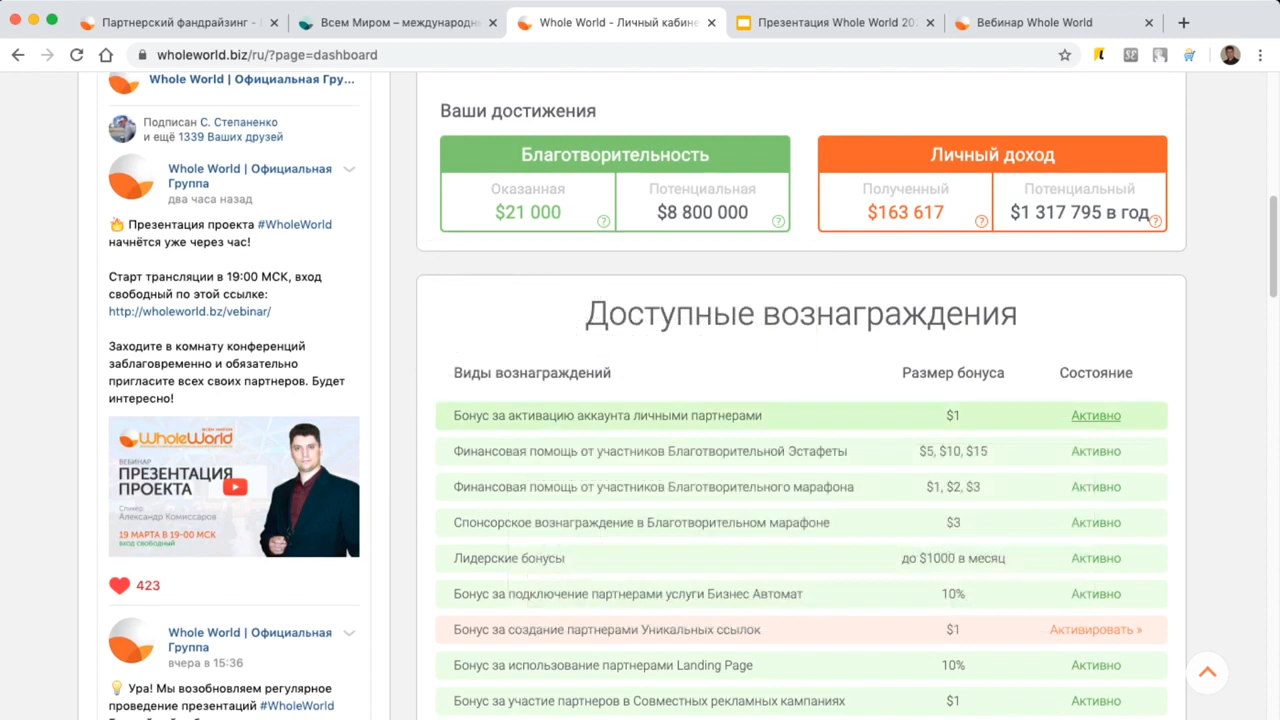 Партнерский фандрайзинг -
Всем Миром – международн
Whole World - Личный кабине
Презентация Whole World 20
Вебинар Whole World
wholeworld.biz/ru/?page=dashboard
Whole World | Официальная Гру...
Подписан С. Степаненко
и ещё 1339 Ваших друзей
Whole World | Официальная
Группа
два часа назад
Презентация проекта #WholeWorld
начнётся уже через час!
Старт трансляции в 19:00 МСК, вход
свободный по этой ссылке:
http://wholeworld.bz/vebinar/
Заходите в комнату конференций
заблаговременно и обязательно
пригласите всех своих партнеров. Будет
интересно!
ВСЕМ МИРОМ
WholeWorld
ВЕБИНАР
ПРЕЗЕНТАЦИЯ
ПРОЕКТА
Спикер:
Александр Комиссаров
19 МАРТА В 19-00 МСК
вход свободный
423
Whole World | Официальная
Группа
вчера в 15:36
Ура! Мы возобновляем регулярное
проведение презентаций #WholeWorld
Ваши достижения
Благотворительность
Оказанная Потенциальная
$21 000 $8 800 000
Личный доход
Полученный Потенциальный
$163 617 $1 317 795 в год
Доступные вознаграждения
Виды вознаграждений Размер бонуса Состояние
Бонус за активацию аккаунта личными партнерами $1 Активно
Финансовая помощь от участников Благотворительной Эстафеты $5, $10, $15 Активно
Финансовая помощь от участников Благотворительного марафона $1, $2, $3 Активно
Спонсорское вознаграждение в Благотворительном марафоне $3 Активно
Лидерские бонусы до $1000 в месяц Активно
Бонус за подключение партнерами услуги Бизнес Автомат 10% Активно
Бонус за создание партнерами Уникальных ссылок $1 Активировать »
Бонус за использование партнерами Landing Page 10% Активно
Бонус за участие партнеров в Совместных рекламных кампаниях $1 Активно